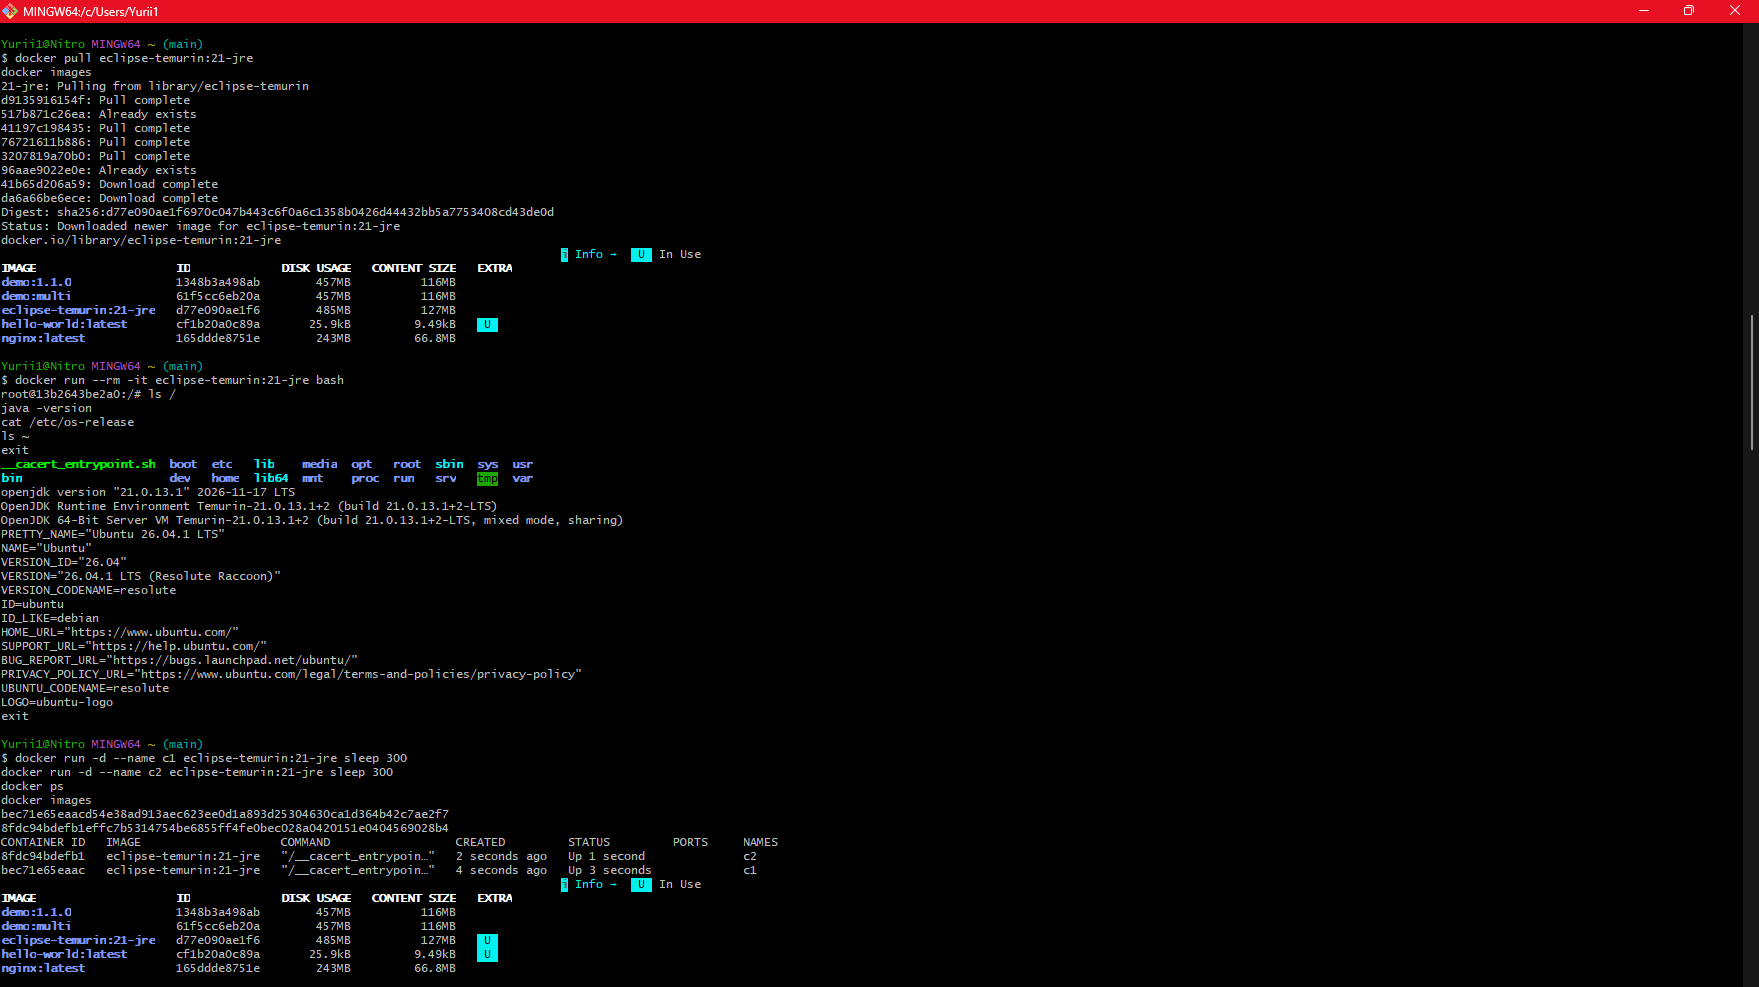 MINGW64:/c/Users/Yurii1
Yurii1@Nitro MINGW64 ~ (main)
$ docker pull eclipse-temurin:21-jre
docker images
21-jre: Pulling from library/eclipse-temurin
d9135916154f: Pull complete
517b871c26ea: Already exists
41197c198435: Pull complete
76721611b886: Pull complete
3207819a70b0: Pull complete
96aae9022e0e: Already exists
41b65d206a59: Download complete
da6a66be6ece: Download complete
Digest: sha256:d77e090ae1f6970c047b443c6f0a6c1358b0426d44432bb5a7753408cd43de0d
Status: Downloaded newer image for eclipse-temurin:21-jre
docker.io/library/eclipse-temurin:21-jre
i Info → U In Use
IMAGE ID DISK USAGE CONTENT SIZE EXTRA
demo:1.1.0 1348b3a498ab 457MB 116MB
demo:multi 61f5cc6eb20a 457MB 116MB
eclipse-temurin:21-jre d77e090ae1f6 485MB 127MB
hello-world:latest cf1b20a0c89a 25.9kB 9.49kB U
nginx:latest 165ddde8751e 243MB 66.8MB
Yurii1@Nitro MINGW64 ~ (main)
$ docker run --rm -it eclipse-temurin:21-jre bash
root@13b2643be2a0:/# ls /
java -version
cat /etc/os-release
ls ~
exit
__cacert_entrypoint.sh boot etc lib media opt root sbin sys usr
bin dev home lib64 mnt proc run srv tmp var
openjdk version "21.0.13.1" 2026-11-17 LTS
OpenJDK Runtime Environment Temurin-21.0.13.1+2 (build 21.0.13.1+2-LTS)
OpenJDK 64-Bit Server VM Temurin-21.0.13.1+2 (build 21.0.13.1+2-LTS, mixed mode, sharing)
PRETTY_NAME="Ubuntu 26.04.1 LTS"
NAME="Ubuntu"
VERSION_ID="26.04"
VERSION="26.04.1 LTS (Resolute Raccoon)"
VERSION_CODENAME=resolute
ID=ubuntu
ID_LIKE=debian
HOME_URL="https://www.ubuntu.com/"
SUPPORT_URL="https://help.ubuntu.com/"
BUG_REPORT_URL="https://bugs.launchpad.net/ubuntu/"
PRIVACY_POLICY_URL="https://www.ubuntu.com/legal/terms-and-policies/privacy-policy"
UBUNTU_CODENAME=resolute
LOGO=ubuntu-logo
exit
Yurii1@Nitro MINGW64 ~ (main)
$ docker run -d --name c1 eclipse-temurin:21-jre sleep 300
docker run -d --name c2 eclipse-temurin:21-jre sleep 300
docker ps
docker images
bec71e65eaacd54e38ad913aec623ee0d1a893d25304630ca1d364b42c7ae2f7
8fdc94bdefb1effc7b5314754be6855ff4fe0bec028a0420151e0404569028b4
CONTAINER ID IMAGE COMMAND CREATED STATUS PORTS NAMES
8fdc94bdefb1 eclipse-temurin:21-jre "/__cacert_entrypoin…" 2 seconds ago Up 1 second c2
bec71e65eaac eclipse-temurin:21-jre "/__cacert_entrypoin…" 4 seconds ago Up 3 seconds c1
i Info → U In Use
IMAGE ID DISK USAGE CONTENT SIZE EXTRA
demo:1.1.0 1348b3a498ab 457MB 116MB
demo:multi 61f5cc6eb20a 457MB 116MB
eclipse-temurin:21-jre d77e090ae1f6 485MB 127MB U
hello-world:latest cf1b20a0c89a 25.9kB 9.49kB U
nginx:latest 165ddde8751e 243MB 66.8MB